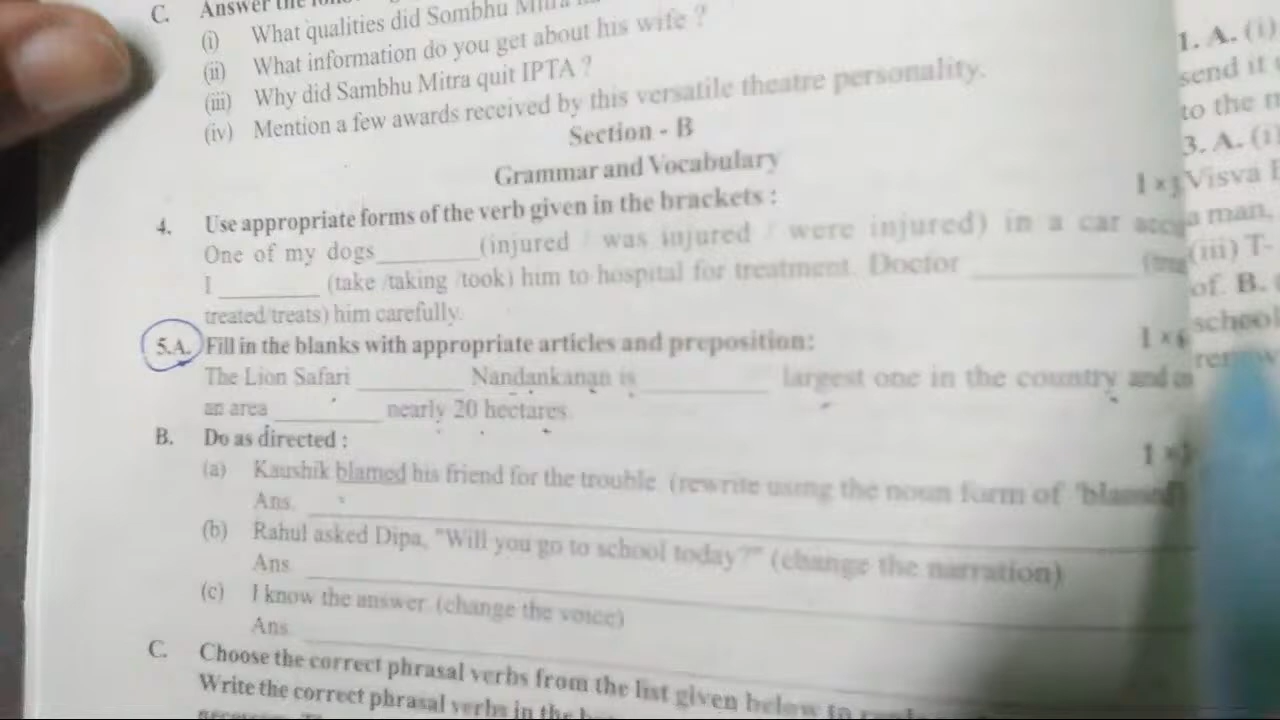 C. Answer the
(i) What qualities did Sombhu Mitra
(ii) What information do you get about his wife ?
(iii) Why did Sambhu Mitra quit IPTA ?
(iv) Mention a few awards received by this versatile theatre personality.
Section - B
Grammar and Vocabulary
4. Use appropriate forms of the verb given in the brackets :
One of my dogs ________ (injured / was injured / were injured) in a car
I ________ (take /taking /took) him to hospital for treatment. Doctor ________
treated/treats) him carefully.
5.A. Fill in the blanks with appropriate articles and preposition:
The Lion Safari ________ Nandankanan is ________ largest one in the country and
an area ________ nearly 20 hectares.
B. Do as directed :
(a) Kaushik blamed his friend for the trouble. (rewrite using the noun form of
Ans.
(b) Rahul asked Dipa, "Will you go to school today?" (change the narration)
Ans.
(c) I know the answer. (change the voice)
Ans.
C. Choose the correct phrasal verbs from the list given below to
Write the correct phrasal verbs in the
1. A. (i)
send it
to the
3. A. (i)
Visva
a man,
(iii) T-
of. B.
school